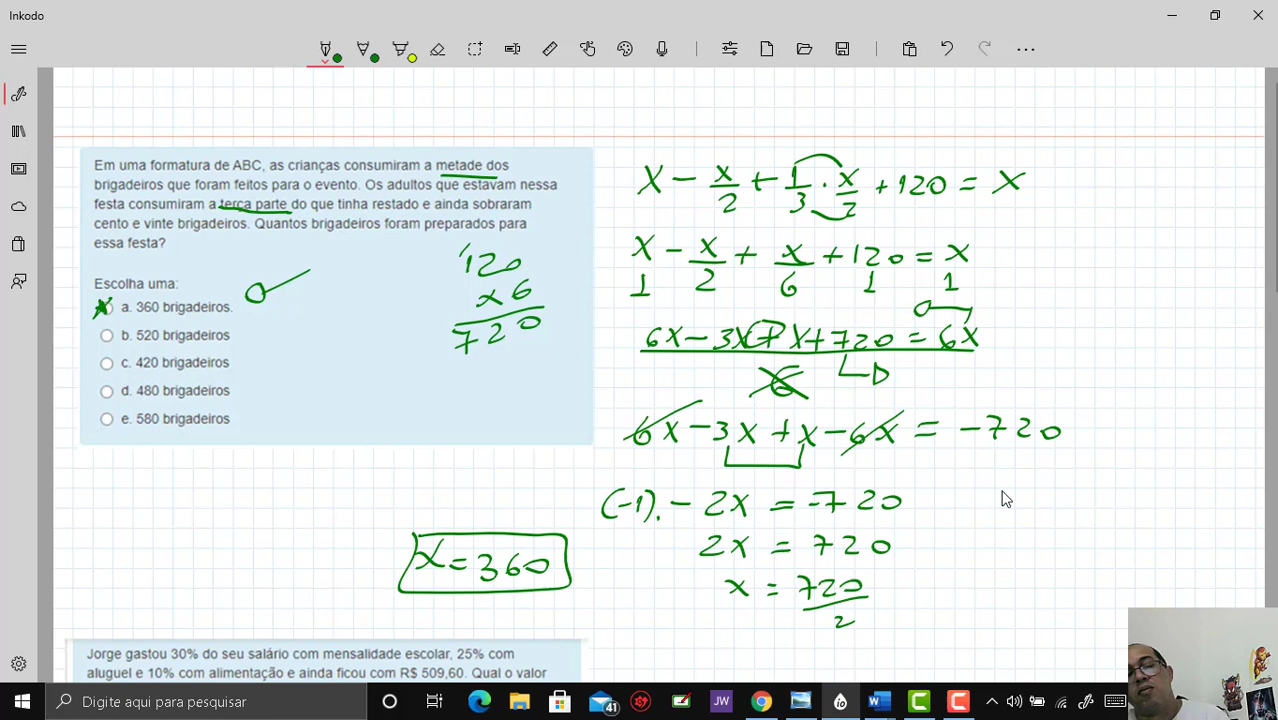 Inkodo
Em uma formatura de ABC, as crianças consumiram a metade dos
brigadeiros que foram feitos para o evento. Os adultos que estavam nessa
festa consumiram a terça parte do que tinha restado e ainda sobraram
cento e vinte brigadeiros. Quantos brigadeiros foram preparados para
essa festa?
Escolha uma:
a. 360 brigadeiros.
b. 520 brigadeiros
c. 420 brigadeiros
d. 480 brigadeiros
e. 580 brigadeiros
120
x 6
720
x - x/2 + 1/3 . x/2 + 120 = x
x/1 - x/2 + x/6 + 120/1 = x/1
6x - 3x + x + 720 = 6x
6
6x - 3x + x - 6x = -720
(-1). - 2x = -720
2x = 720
x = 720/2
x = 360
Jorge gastou 30% do seu salário com mensalidade escolar, 25% com
aluguel e 10% com alimentação e ainda ficou com R$ 509,60. Qual o valor
Digite aqui para pesquisar
41
JW